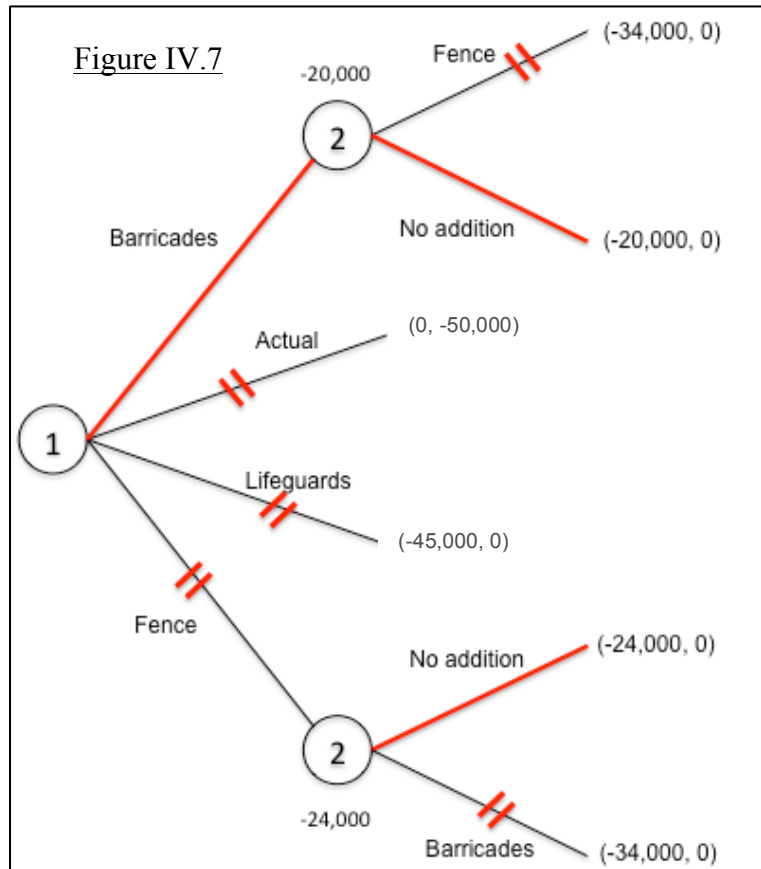 Figure IV.7
Fence
(-34,000, 0)
-20,000
2
Barricades
No addition
(-20,000, 0)
Actual
(0, -50,000)
1
Lifeguards
(-45,000, 0)
Fence
No addition
(-24,000, 0)
2
-24,000
Barricades
(-34,000, 0)